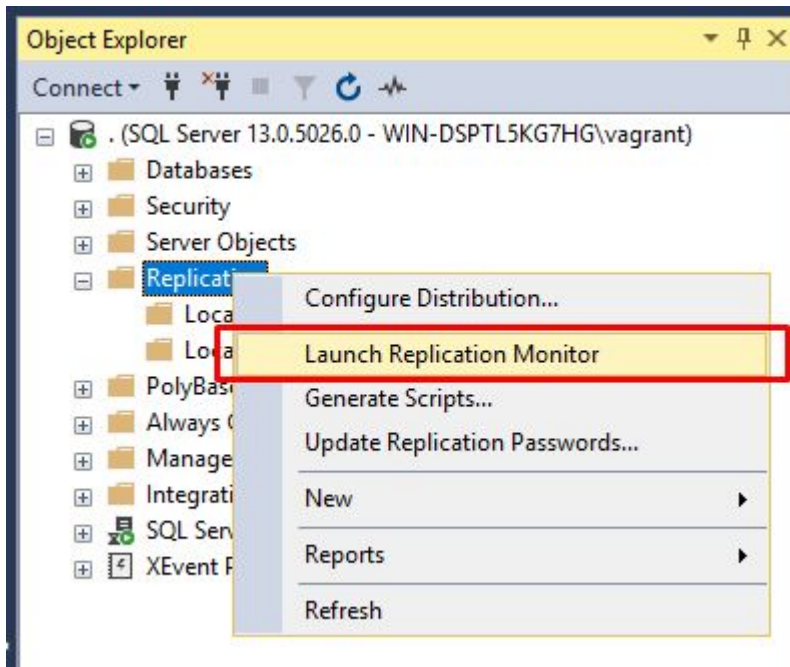 Object Explorer
Connect
. (SQL Server 13.0.5026.0 - WIN-DSPTL5KG7HG\vagrant)
Databases
Security
Server Objects
Replicati
Configure Distribution...
Loca
Loca
Launch Replication Monitor
PolyBas
Generate Scripts...
Always
Update Replication Passwords...
Manage
Integrati
New
SQL Serv
XEvent P
Reports
Refresh